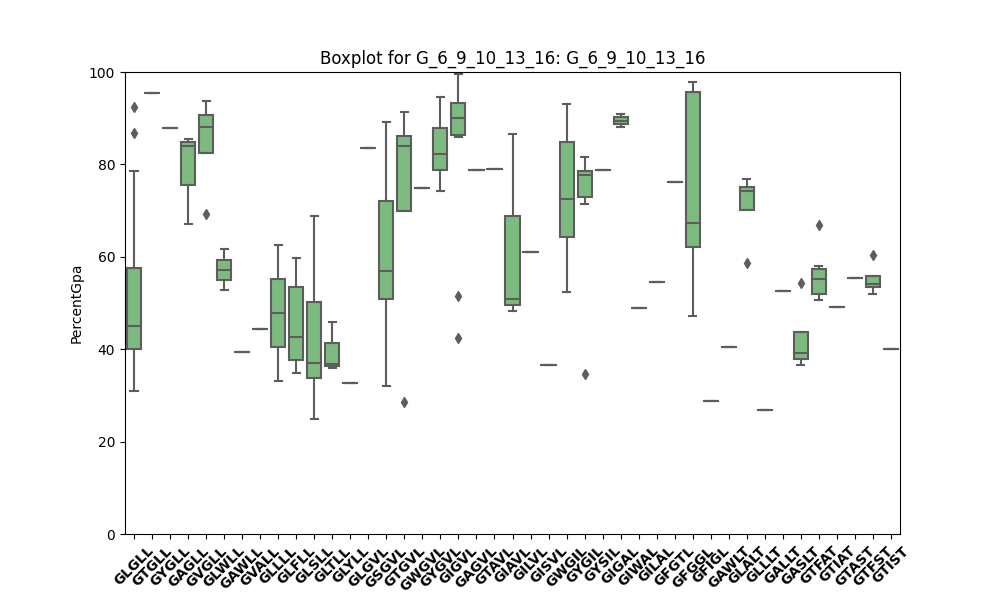 Boxplot for G_6_9_10_13_16: G_6_9_10_13_16
PercentGpa
100
80
60
40
20
0
GLGLL
GTGLL
GYGLL
GAGLL
GVGLL
GLWLL
GAWLL
GVALL
GLLLL
GLFLL
GLSLL
GLTLL
GLYLL
GLGVL
GSGVL
GTGVL
GWGVL
GYGVL
GIGVL
GAGVL
GTAVL
GIAVL
GILVL
GISVL
GWGIL
GYGIL
GYSIL
GIGAL
GIWAL
GILAL
GFGTL
GFGGL
GFIGL
GAWLT
GLALT
GLLLT
GALLT
GASLT
GTFAT
GTIAT
GTAST
GTFST
GTIST